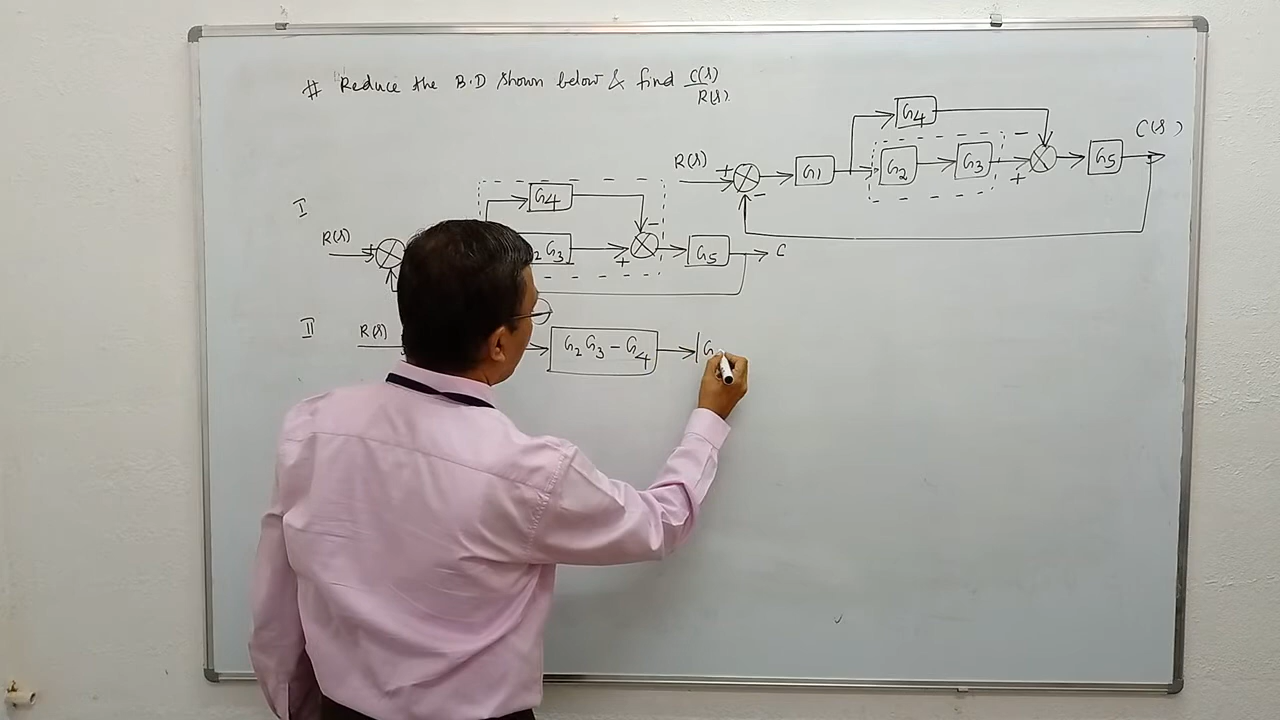 # Reduce the B.D shown below & find C(s)/R(s)
G4
C(s)
R(s) + G1 G2 G3 + G5
− −
I
G4
−
R(s) + G3 + G5 C
II
R(s) G2G3 − G4 G